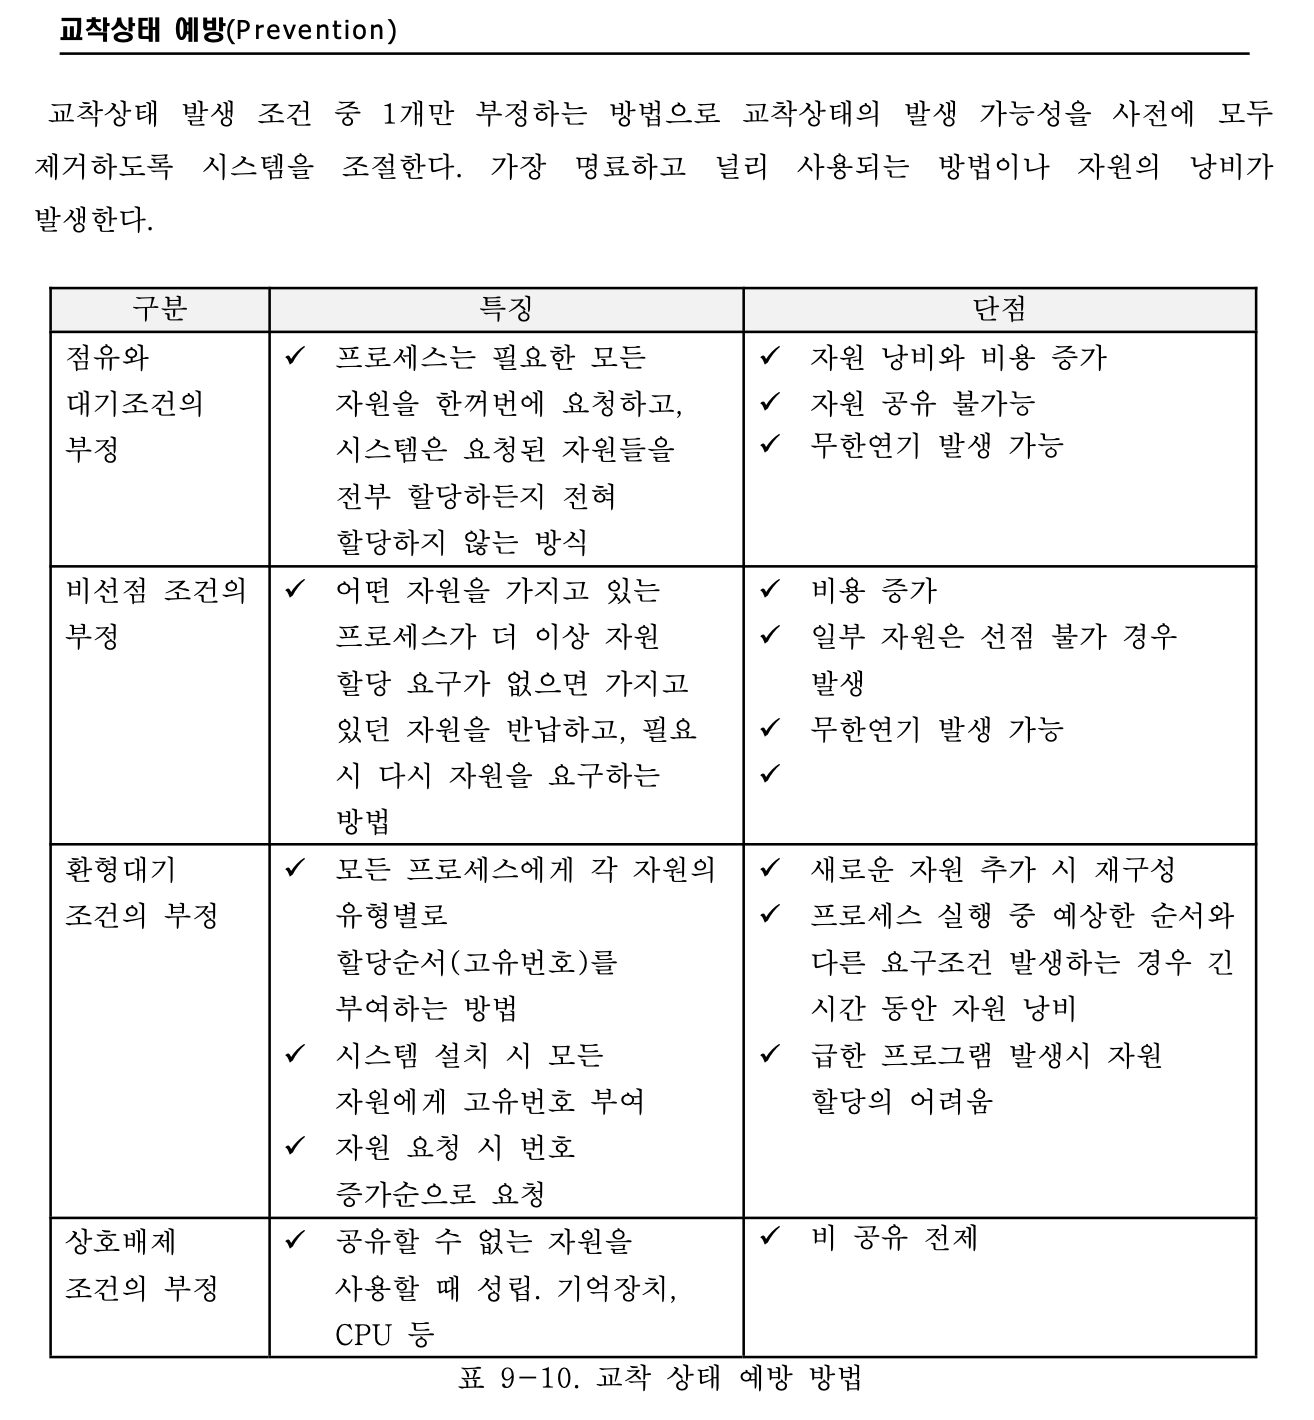 교착상태 예방(Prevention)
교착상태 발생 조건 중 1개만 부정하는 방법으로 교착상태의 발생 가능성을 사전에 모두
제거하도록 시스템을 조절한다. 가장 명료하고 널리 사용되는 방법이나 자원의 낭비가
발생한다.
구분 특징 단점
점유와
대기조건의
부정
✓ 프로세스는 필요한 모든
자원을 한꺼번에 요청하고,
시스템은 요청된 자원들을
전부 할당하든지 전혀
할당하지 않는 방식
✓ 자원 낭비와 비용 증가
✓ 자원 공유 불가능
✓ 무한연기 발생 가능
비선점 조건의
부정
✓ 어떤 자원을 가지고 있는
프로세스가 더 이상 자원
할당 요구가 없으면 가지고
있던 자원을 반납하고, 필요
시 다시 자원을 요구하는
방법
✓ 비용 증가
✓ 일부 자원은 선점 불가 경우
발생
✓ 무한연기 발생 가능
✓
환형대기
조건의 부정
✓ 모든 프로세스에게 각 자원의
유형별로
할당순서(고유번호)를
부여하는 방법
✓ 시스템 설치 시 모든
자원에게 고유번호 부여
✓ 자원 요청 시 번호
증가순으로 요청
✓ 새로운 자원 추가 시 재구성
✓ 프로세스 실행 중 예상한 순서와
다른 요구조건 발생하는 경우 긴
시간 동안 자원 낭비
✓ 급한 프로그램 발생시 자원
할당의 어려움
상호배제
조건의 부정
✓ 공유할 수 없는 자원을
사용할 때 성립. 기억장치,
CPU 등
✓ 비 공유 전제
표 9-10. 교착 상태 예방 방법